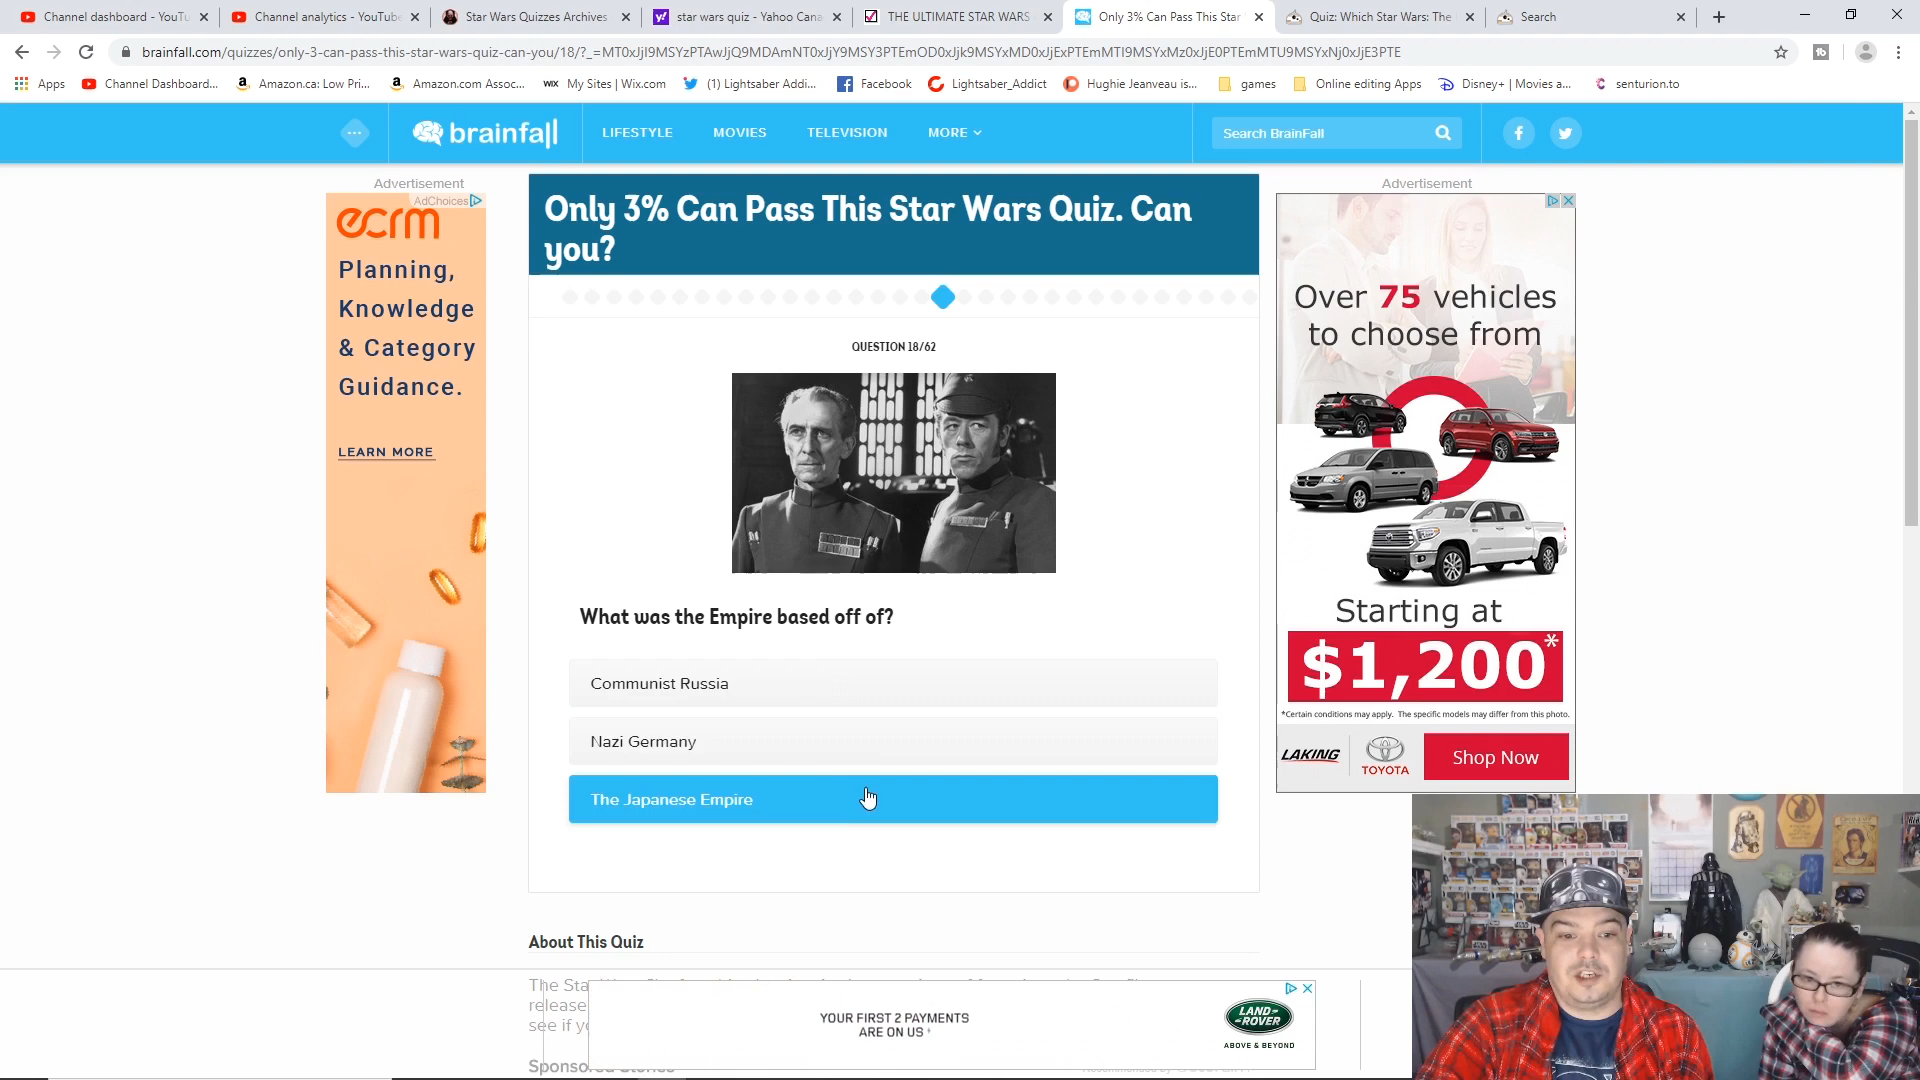 Channel dashboard - YouTu
Channel analytics - YouTube
Star Wars Quizzes Archives
star wars quiz - Yahoo Cana
THE ULTIMATE STAR WARS
Only 3% Can Pass This Star
Quiz: Which Star Wars: The
Search
brainfall.com/quizzes/only-3-can-pass-this-star-wars-quiz-can-you/18/?_=MT0xJjI9MSYzPTAwJjQ9MDAmNT0xJjY9MSY3PTEmOD0xJjk9MSYxMD0xJjExPTEmMTI9MSYxMz0xJjE0PTEmMTU9MSYxNj0xJjE3PTE
Apps
Channel Dashboard...
Amazon.ca: Low Pri...
Amazon.com Assoc...
WIX My Sites | Wix.com
(1) Lightsaber Addi...
Facebook
Lightsaber_Addict
Hughie Jeanveau is...
games
Online editing Apps
Disney+ | Movies a...
senturion.to
brainfall
LIFESTYLE
MOVIES
TELEVISION
MORE
Search BrainFall
Advertisement
AdChoices
ecrm
Planning,
Knowledge
& Category
Guidance.
LEARN MORE
Only 3% Can Pass This Star Wars Quiz. Can
you?
QUESTION 18/62
What was the Empire based off of?
Communist Russia
Nazi Germany
The Japanese Empire
About This Quiz
The Sta
release
see if y
Sponsored Stories
YOUR FIRST 2 PAYMENTS
ARE ON US †
LAND ROVER
ABOVE & BEYOND
Advertisement
Over 75 vehicles
to choose from
Starting at
$1,200*
*Certain conditions may apply. The specific models may differ from this photo.
LAKING
TOYOTA
Shop Now